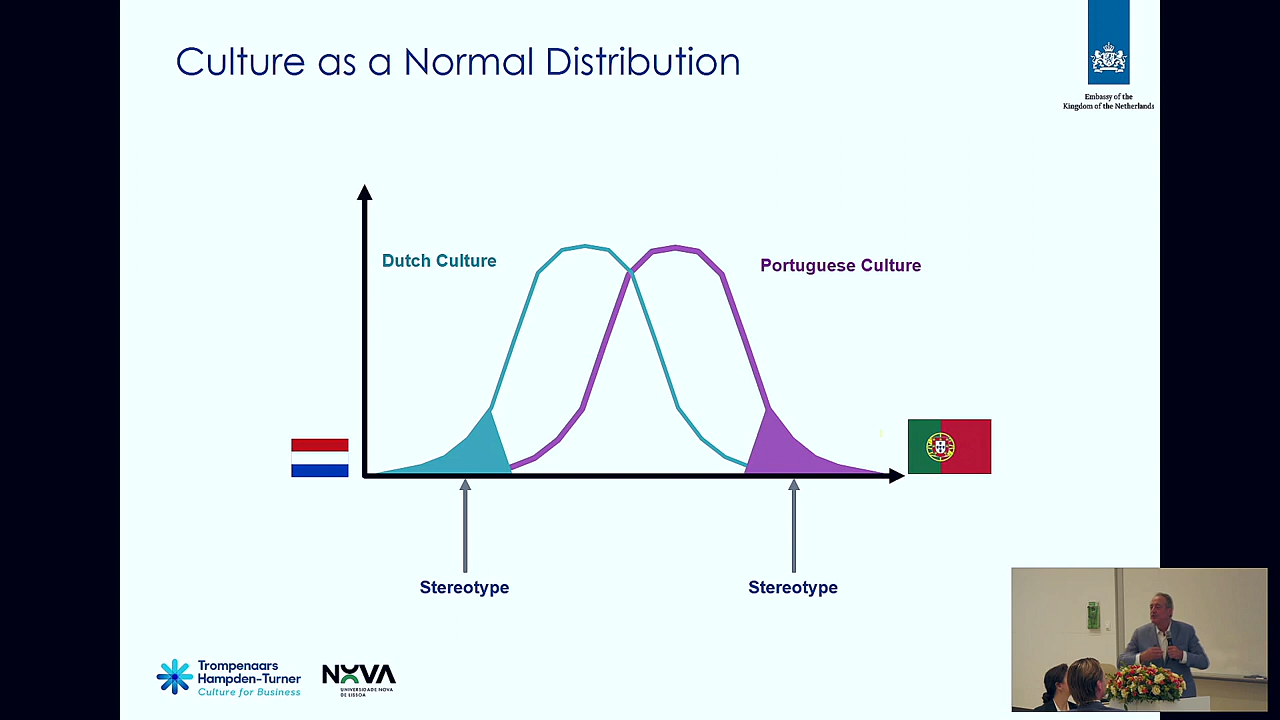 Culture as a Normal Distribution
Embassy of the
Kingdom of the Netherlands
Dutch Culture
Portuguese Culture
Stereotype
Stereotype
Trompenaars
Hampden-Turner
Culture for Business
NOVA
UNIVERSIDADE NOVA
DE LISBOA